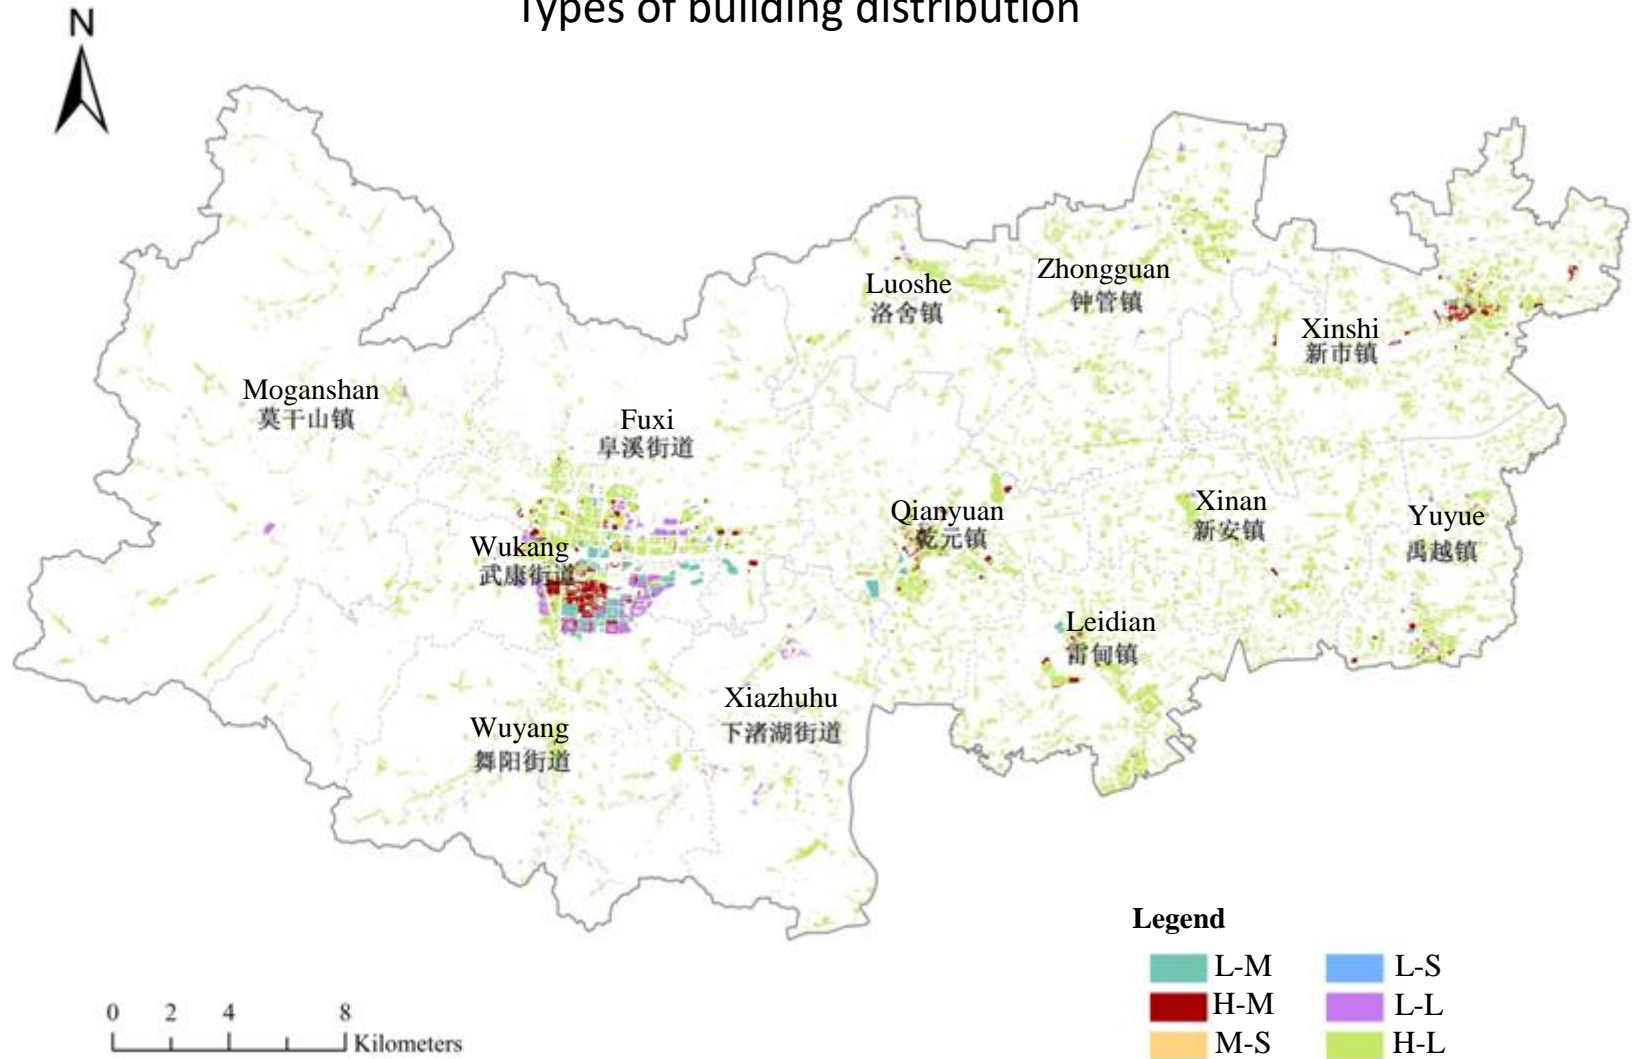 Types of building distribution
N
Luoshe
洛舍镇
Zhongguan
钟管镇
Xinshi
新市镇
Moganshan
莫干山镇
Fuxi
阜溪街道
Qianyuan
乾元镇
Xinan
新安镇
Yuyue
禹越镇
Wukang
武康街道
Leidian
雷甸镇
Xiazhuhu
下渚湖街道
Wuyang
舞阳街道
Legend
L-M L-S
H-M L-L
M-S H-L
0 2 4 8
Kilometers